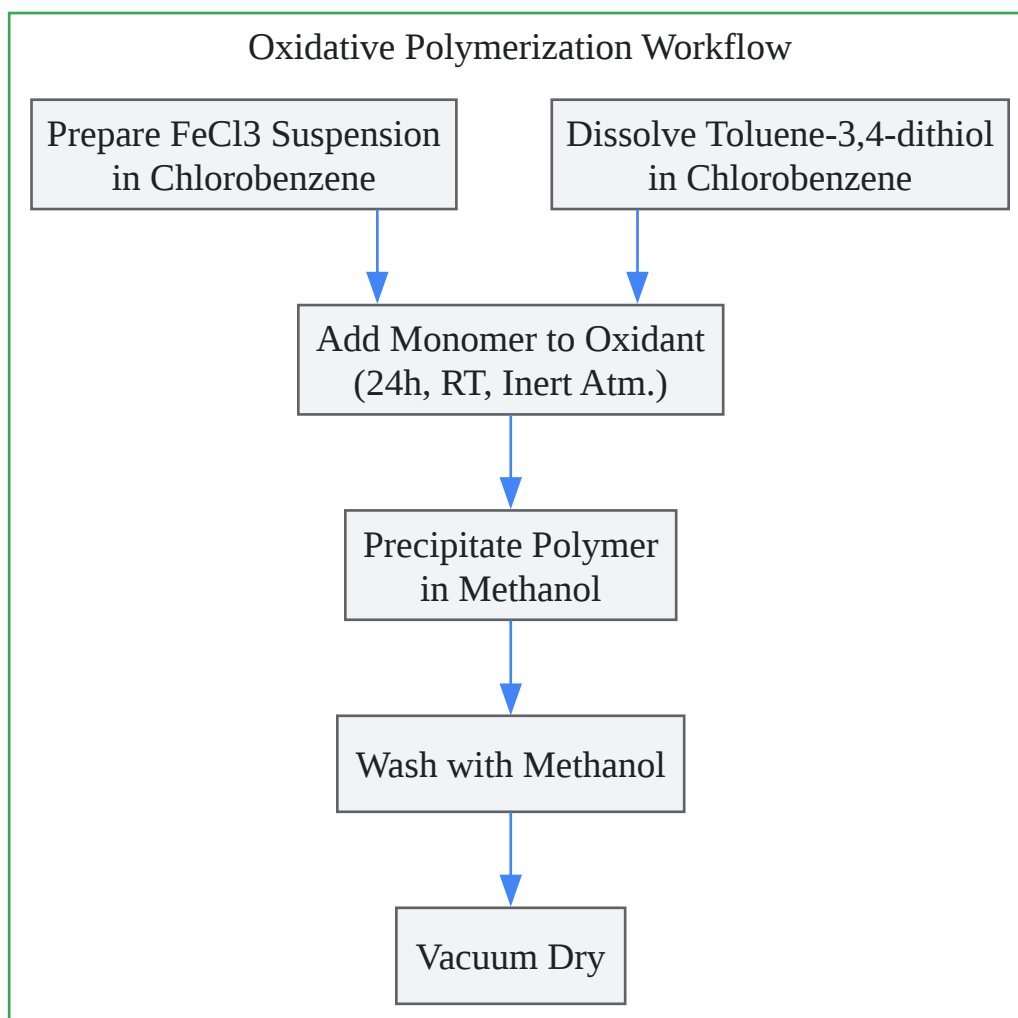 Oxidative Polymerization Workflow
Prepare FeCl3 Suspension
in Chlorobenzene
Dissolve Toluene-3,4-dithiol
in Chlorobenzene
Add Monomer to Oxidant
(24h, RT, Inert Atm.)
Precipitate Polymer
in Methanol
Wash with Methanol
Vacuum Dry